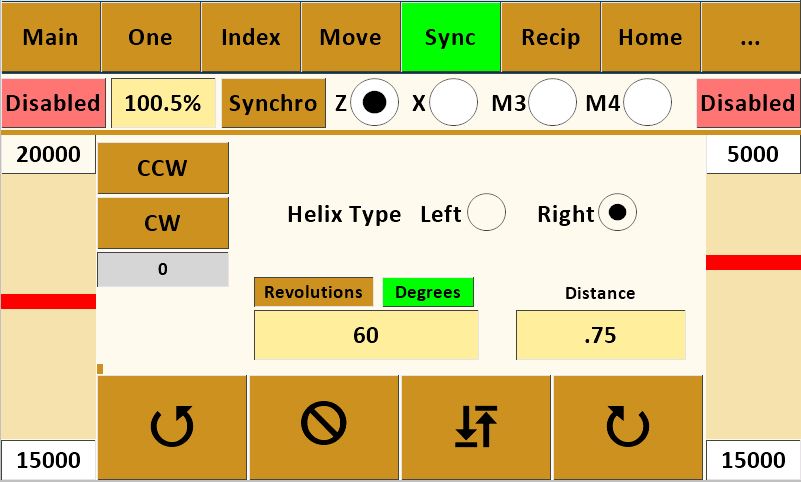 Main One Index Move Sync Recip Home ...
Disabled 100.5% Synchro Z X M3 M4 Disabled
20000 5000
CCW
CW
0
Helix Type Left Right
Revolutions Degrees Distance
60 .75
15000 15000